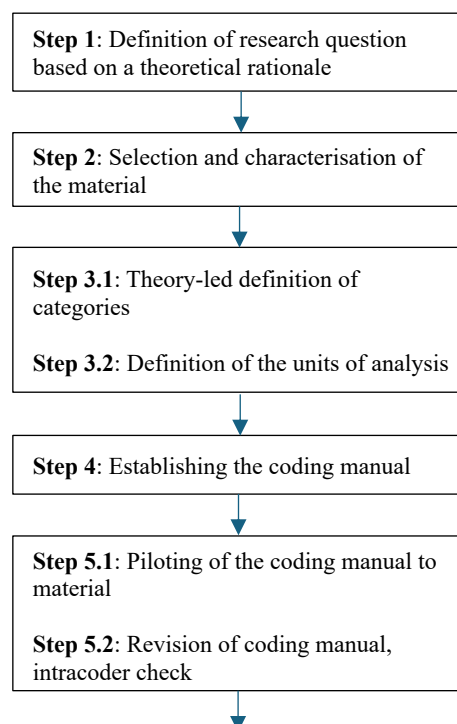 Step 1: Definition of research question
based on a theoretical rationale
Step 2: Selection and characterisation of
the material
Step 3.1: Theory-led definition of
categories
Step 3.2: Definition of the units of analysis
Step 4: Establishing the coding manual
Step 5.1: Piloting of the coding manual to
material
Step 5.2: Revision of coding manual,
intracoder check